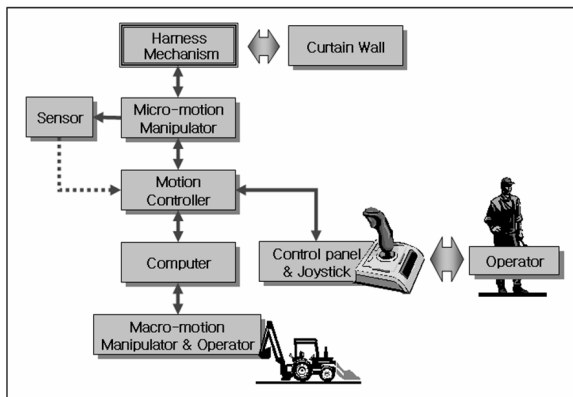 Harness
Mechanism
Curtain Wall
Sensor
Micro-motion
Manipulator
Motion
Controller
Computer
Control panel
& Joystick
Operator
Macro-motion
Manipulator & Operator